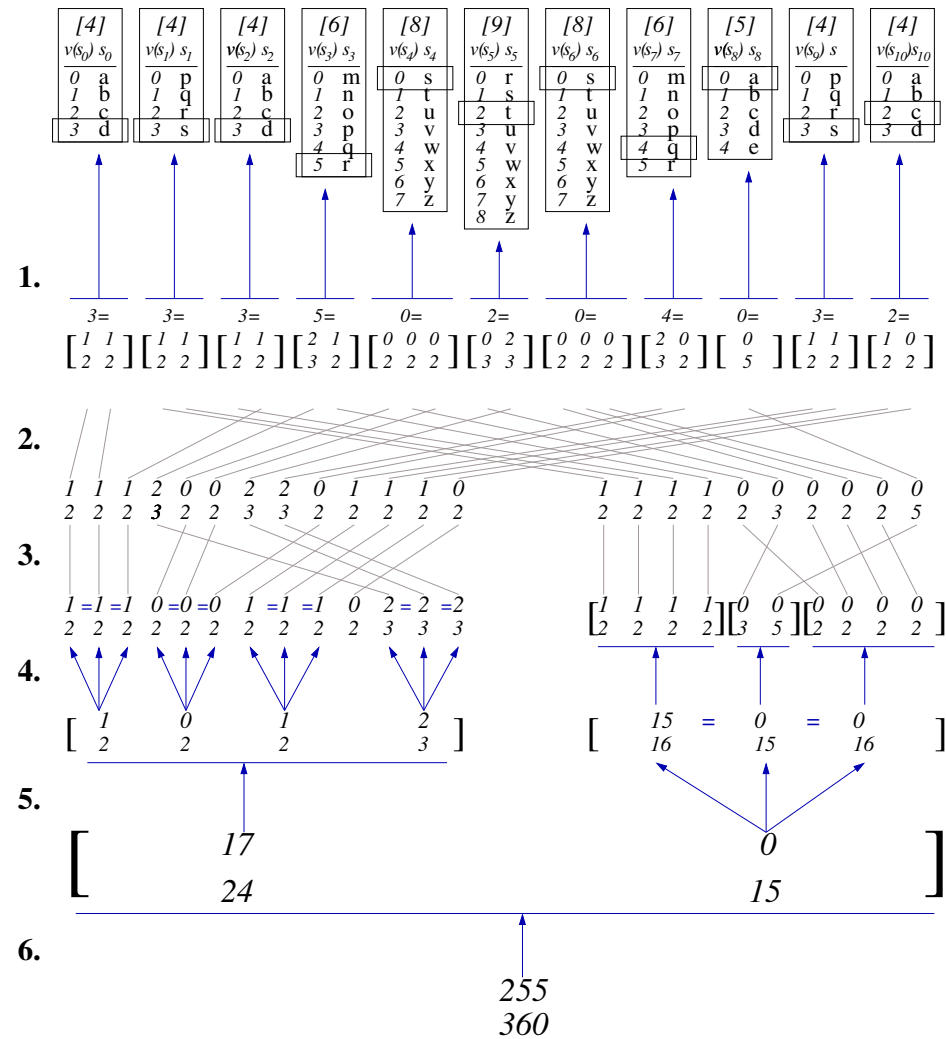 [4] [4] [4] [6] [8] [9] [8] [6] [5] [4] [4]
v(s0) s0 v(s1) s1 v(s2) s2 v(s3) s3 v(s4) s4 v(s5) s5 v(s6) s6 v(s7) s7 v(s8) s8 v(s9) s v(s10)s10
0 a 0 p 0 a 0 m 0 s 0 r 0 s 0 m 0 a 0 p 0 a
1 b 1 q 1 b 1 n 1 t 1 s 1 t 1 n 1 b 1 q 1 b
2 c 2 r 2 c 2 o 2 u 2 t 2 u 2 o 2 c 2 r 2 c
3 d 3 s 3 d 3 p 3 v 3 u 3 v 3 p 3 d 3 s 3 d
4 q 4 w 4 v 4 w 4 q 4 e
5 r 5 x 5 w 5 x 5 r
6 y 6 x 6 y
7 z 7 y 7 z
8 z
1.
3= 3= 3= 5= 0= 2= 0= 4= 0= 3= 2=
[1 1] [1 1] [1 1] [2 1] [0 0 0] [0 2] [0 0 0] [2 0] [0] [1 1] [1 0]
[2 2] [2 2] [2 2] [3 2] [2 2 2] [3 3] [2 2 2] [3 2] [5] [2 2] [2 2]
2.
1 1 1 2 0 0 2 2 0 1 1 1 0 1 1 1 1 0 0 0 0 0 0
2 2 2 3 2 2 3 3 2 2 2 2 2 2 2 2 2 2 3 2 2 2 5
3.
1 =1 =1 0 =0 =0 1 =1 =1 0 2 =2 =2 [1 1 1 1][0 0][0 0 0 0]
2 2 2 2 2 2 2 2 2 2 3 3 3 2 2 2 2 3 5 2 2 2 2
4.
[ 1 0 1 2 ] [ 15 = 0 = 0 ]
2 2 2 3 16 15 16
5.
[ 17 0 ]
24 15
6.
255
360